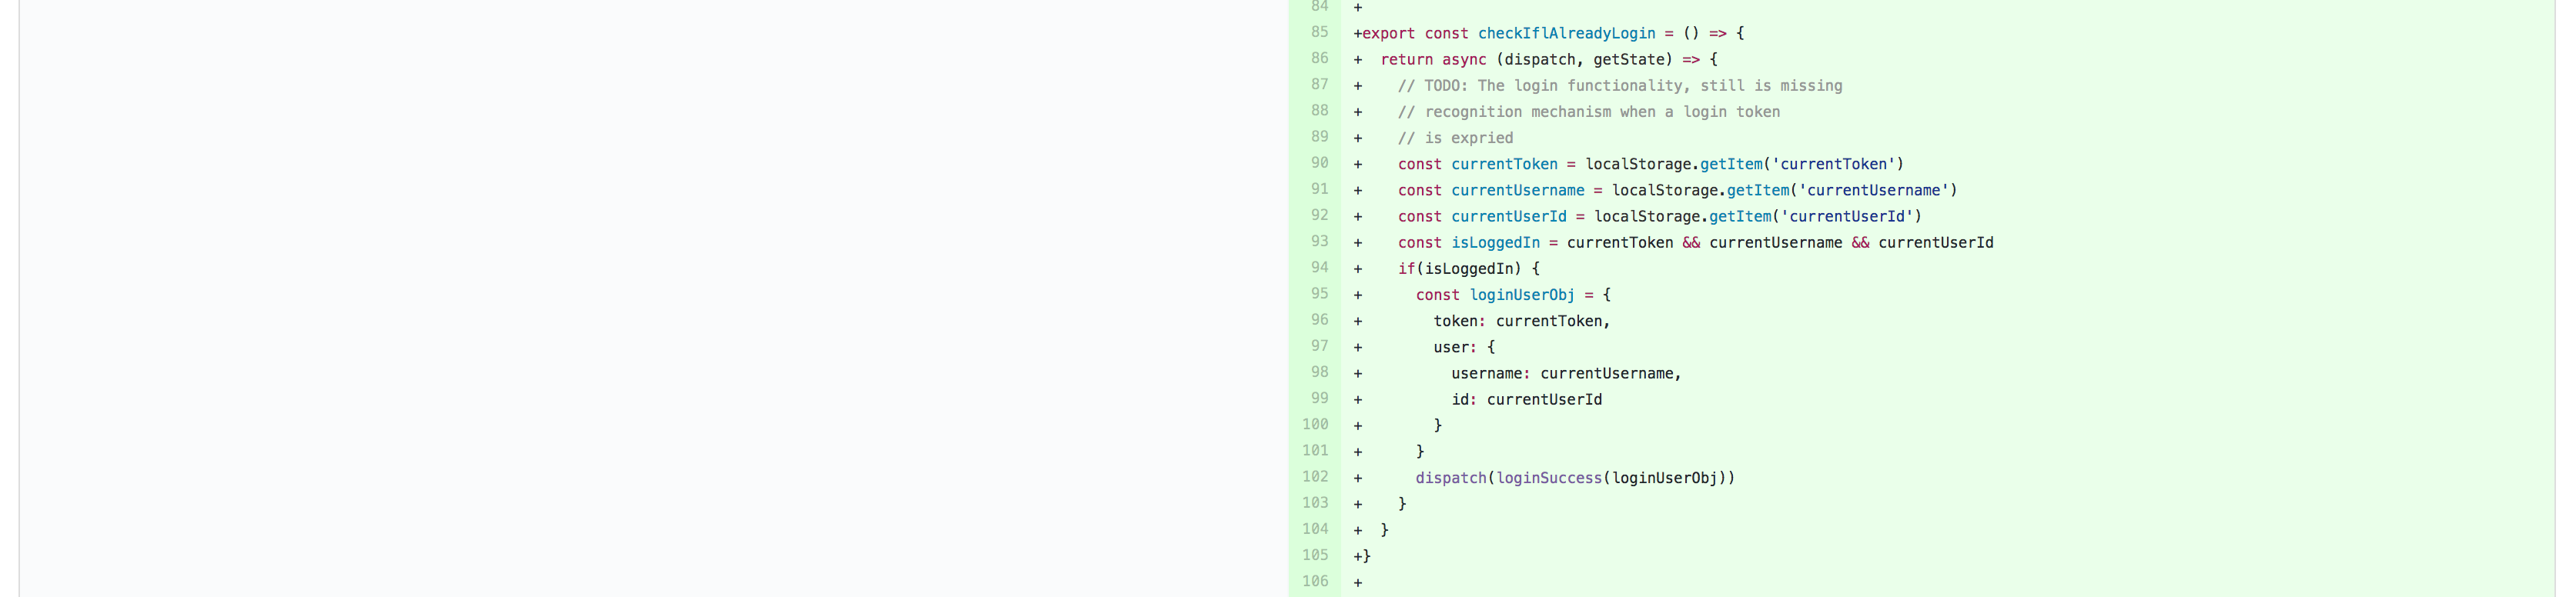 84 +
85 +export const checkIflAlreadyLogin = () => {
86 +  return async (dispatch, getState) => {
87 +    // TODO: The login functionality, still is missing
88 +    // recognition mechanism when a login token
89 +    // is expried
90 +    const currentToken = localStorage.getItem('currentToken')
91 +    const currentUsername = localStorage.getItem('currentUsername')
92 +    const currentUserId = localStorage.getItem('currentUserId')
93 +    const isLoggedIn = currentToken && currentUsername && currentUserId
94 +    if(isLoggedIn) {
95 +      const loginUserObj = {
96 +        token: currentToken,
97 +        user: {
98 +          username: currentUsername,
99 +          id: currentUserId
100 +        }
101 +      }
102 +      dispatch(loginSuccess(loginUserObj))
103 +    }
104 +  }
105 +}
106 +